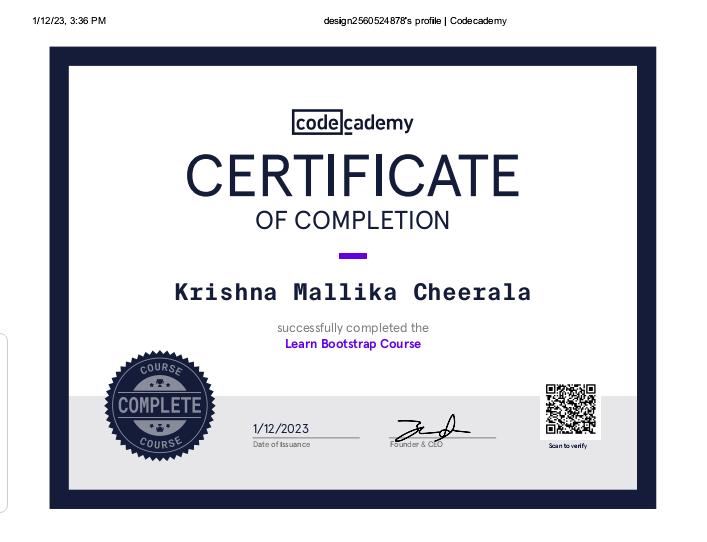 1/12/23, 3:36 PM
design2560524878's profile | Codecademy
codecademy
CERTIFICATE
OF COMPLETION
Krishna Mallika Cheerala
successfully completed the
Learn Bootstrap Course
COURSE
COMPLETE
COURSE
1/12/2023
Date of Issuance
Founder & CEO
Scan to verify